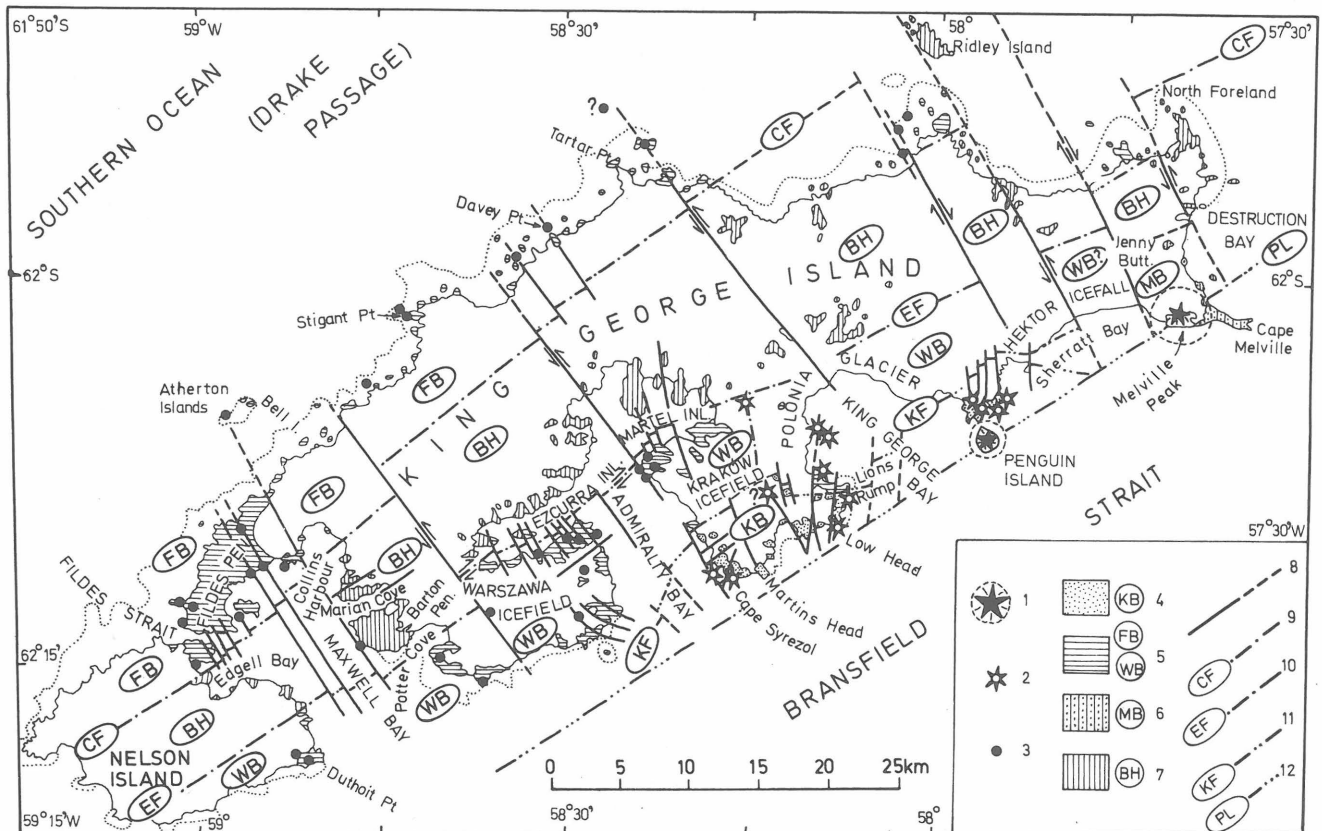 61°50'S
59°W
58°30'
58°
57°30'
SOUTHERN OCEAN
(DRAKE
PASSAGE)
Ridley Island
CF
North Foreland
?
Tartar Pt.
CF
Davey Pt
BH
BH
BH
DESTRUCTION
BAY
PL
62°S
62°S
WB?
Jenny
Butt.
MB
ICEFALL
HEKTOR
Sherratt Bay
Cape
Melville
Melville
Peak
Stigant Pt
KING
GEORGE
ISLAND
EF
WB
GLACIER
Atherton
Islands
Bell
FB
BH
MARTEL INL.
WB
POLONIA
KING GEORGE
BAY
KF
PENGUIN
ISLAND
KRAKÓW
ICEFIELD
?
Lions
Rump
KB
Low Head
STRAIT
FB
EZCURRA INL.
ADMIRALTY
BAY
Martins Head
Cape Syrezol
FB
FILDES PEN.
FILDES
STRAIT
Collins
Harbour
BH
Marian Cove
Barton
Pen.
WARSZAWA
ICEFIELD
WB
KF
Potter Cove
WB
MAXWELL
BAY
62°15'
FB
Edgell Bay
BH
CF
NELSON
ISLAND
WB
EF
Duthoit Pt
BRANSFIELD
0 5 10 15 20 25km
59°15'W
59°
58°30'
58°
57°30'W
1
2
3
KB 4
FB
WB
5
MB 6
BH 7
8
9
CF
10
EF
11
KF
12
PL